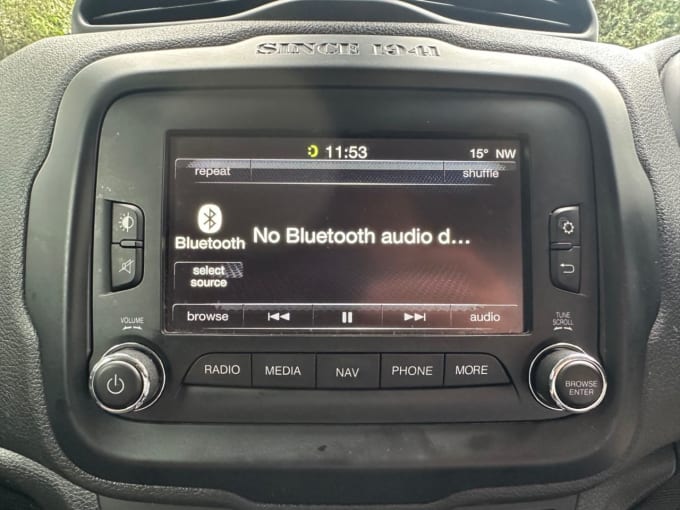 SINCE 1941
11:53
15° NW
repeat
shuffle
Bluetooth
No Bluetooth audio d...
select
source
browse
audio
VOLUME
TUNE
SCROLL
RADIO
MEDIA
NAV
PHONE
MORE
BROWSE
ENTER